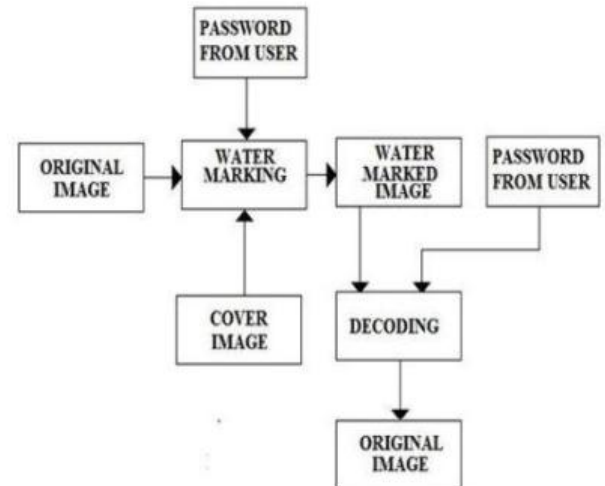 PASSWORD
FROM USER
ORIGINAL
IMAGE
WATER
MARKING
WATER
MARKED
IMAGE
PASSWORD
FROM USER
COVER
IMAGE
DECODING
ORIGINAL
IMAGE